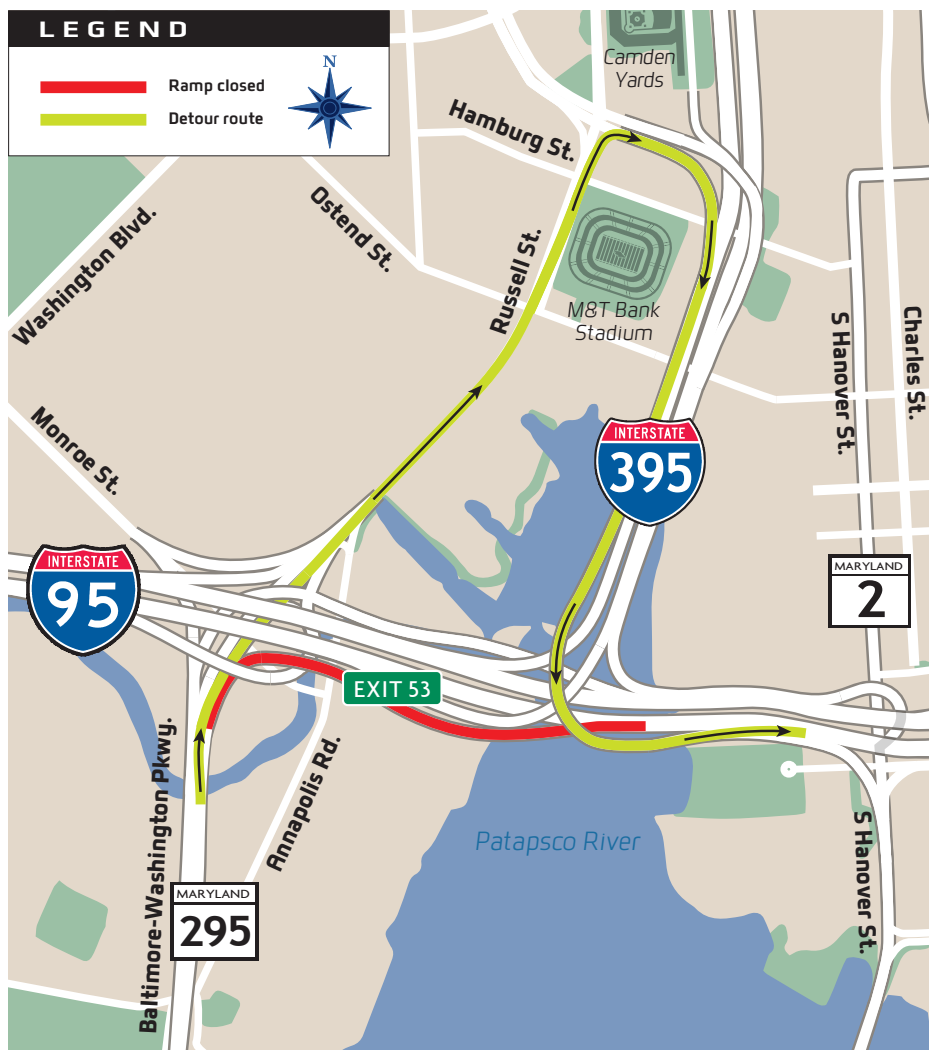 LEGEND
N
Ramp closed
Detour route
Camden
Yards
Hamburg St.
Ostend St.
Washington Blvd.
Russell St.
M&T Bank
Stadium
S Hanover St.
Charles St.
Monroe St.
INTERSTATE
395
INTERSTATE
95
MARYLAND
2
EXIT 53
Baltimore-Washington Pkwy.
Annapolis Rd.
Patapsco River
S Hanover St.
MARYLAND
295